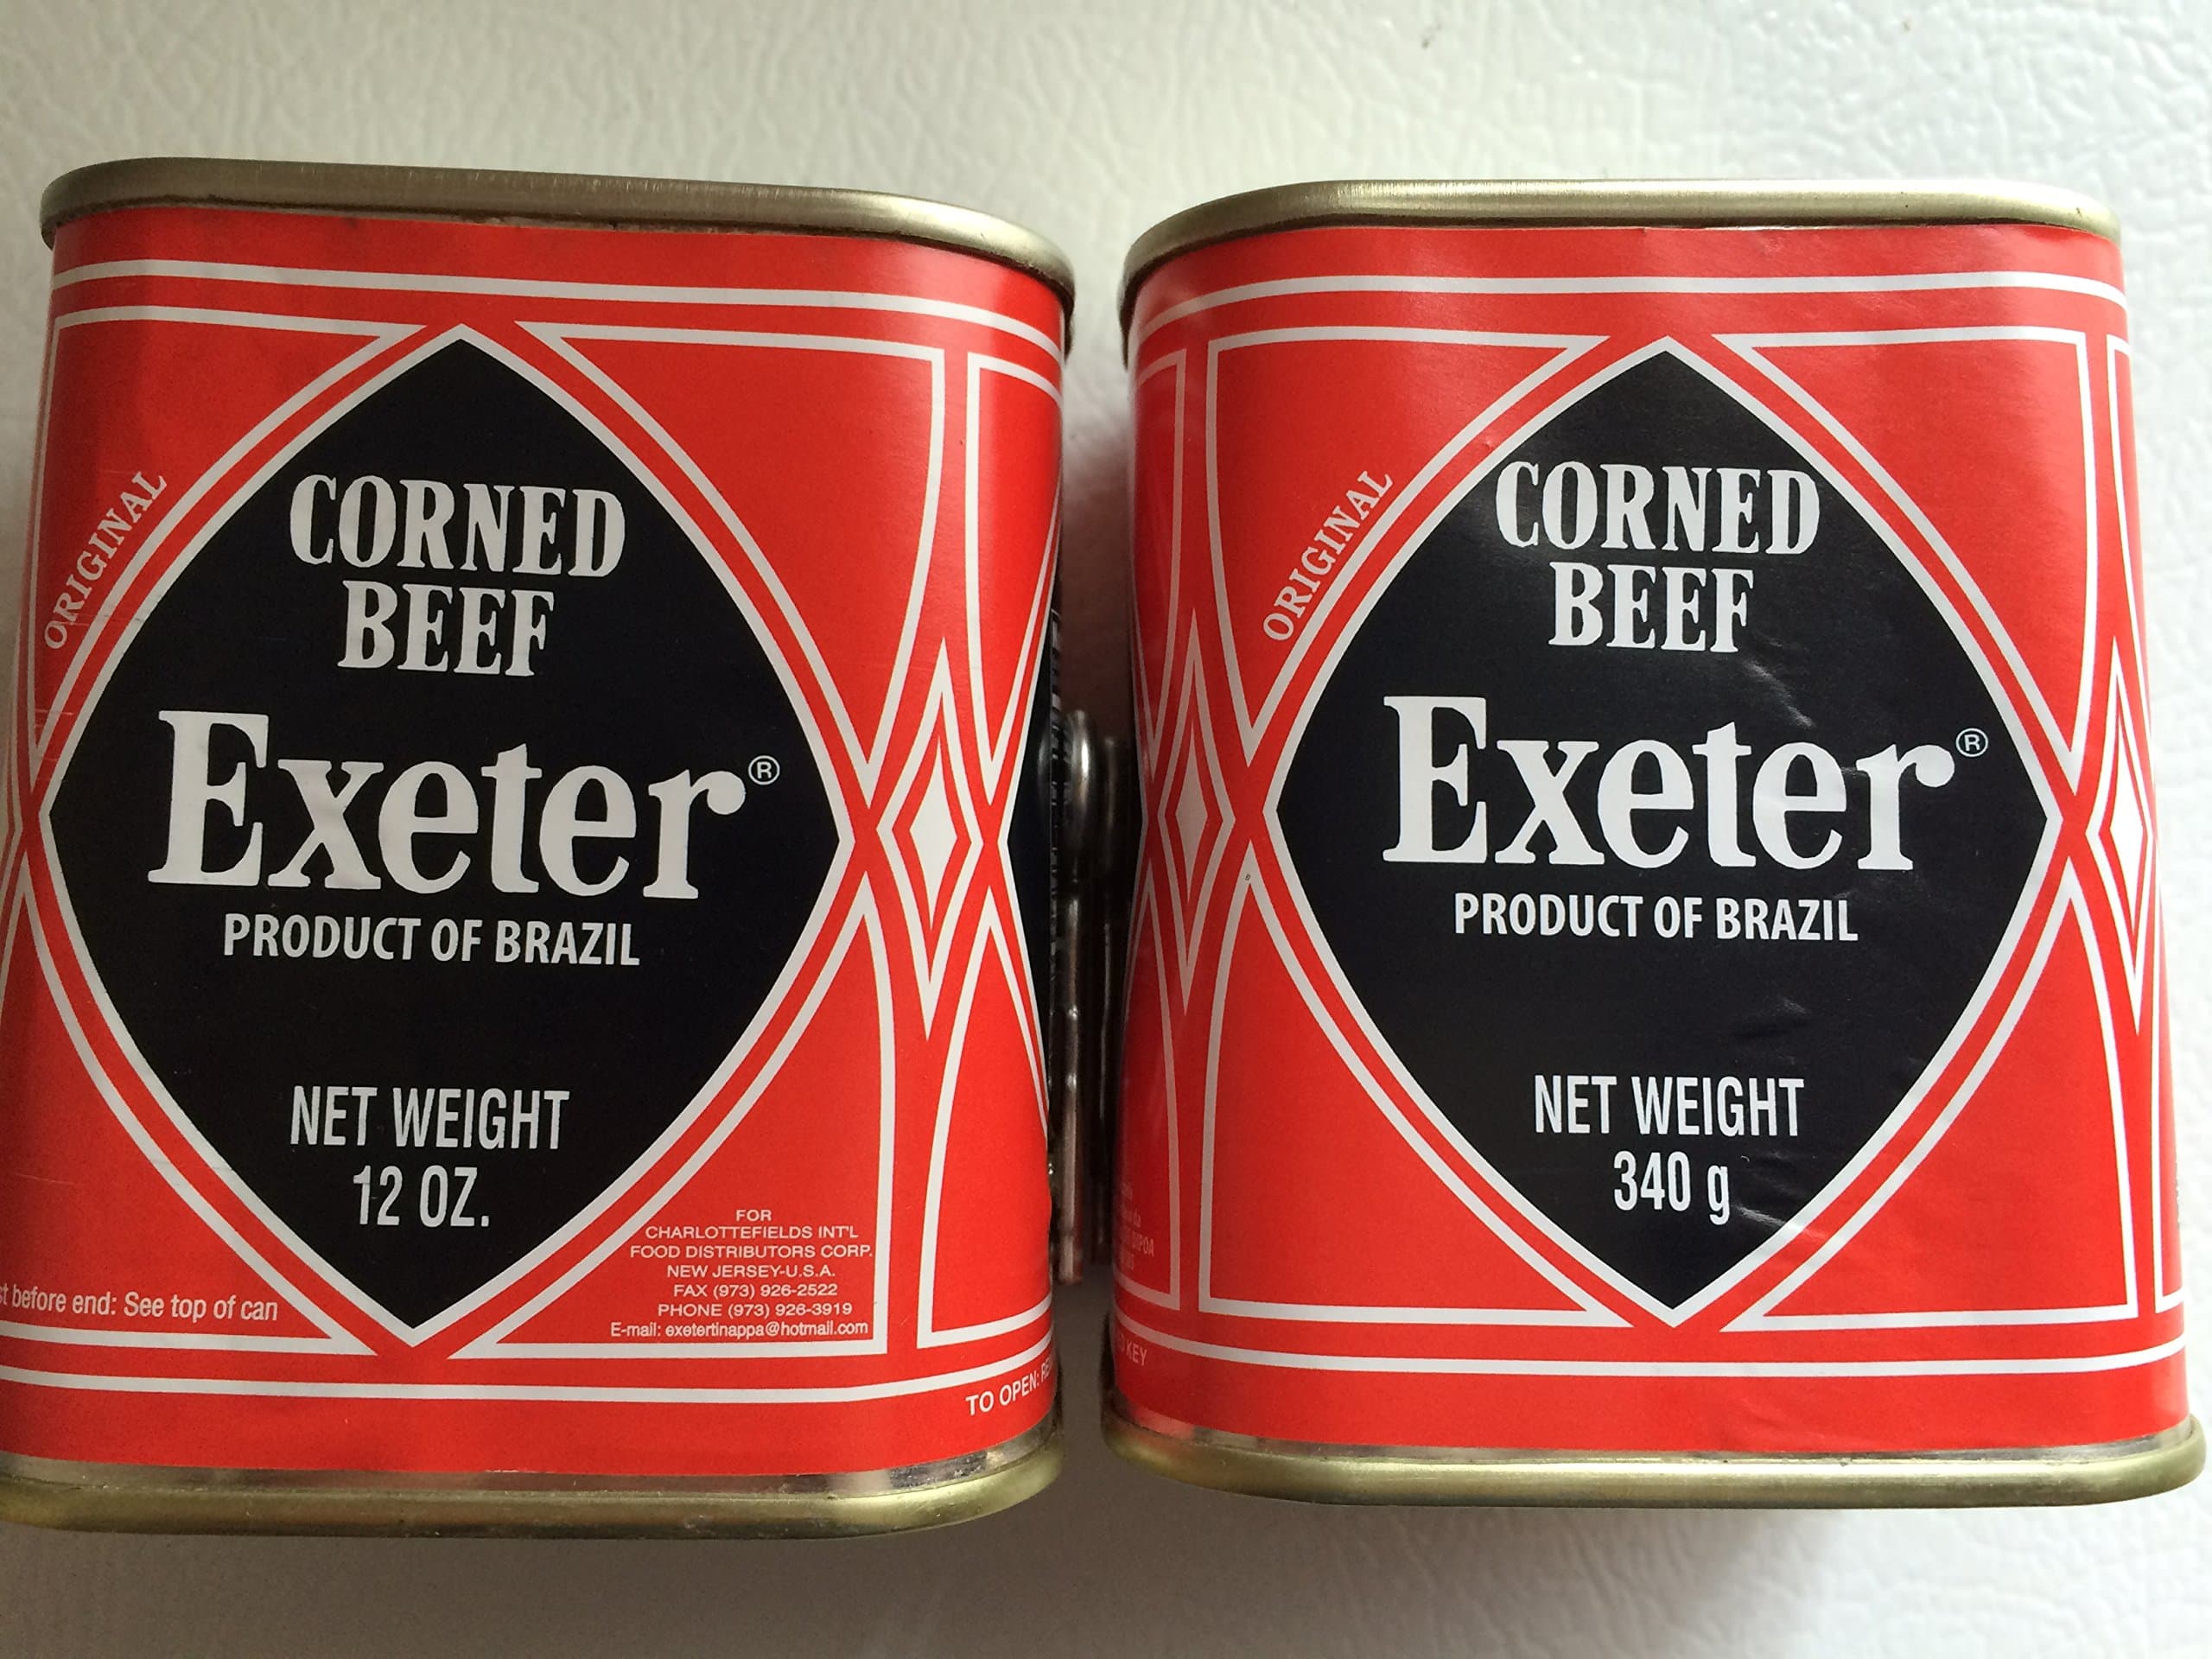 ORIGINAL
CORNED
BEEF
Exeter®
PRODUCT OF BRAZIL
NET WEIGHT
12 OZ.
before end: See top of can
FOR
CHARLOTTEFIELDS INT'L
FOOD DISTRIBUTORS CORP.
NEW JERSEY-U.S.A.
FAX (973) 926-2522
PHONE (973) 926-3919
E-mail: exetertinappa@hotmail.com
TO OPEN:
ORIGINAL
CORNED
BEEF
Exeter®
PRODUCT OF BRAZIL
NET WEIGHT
340 g
KEY